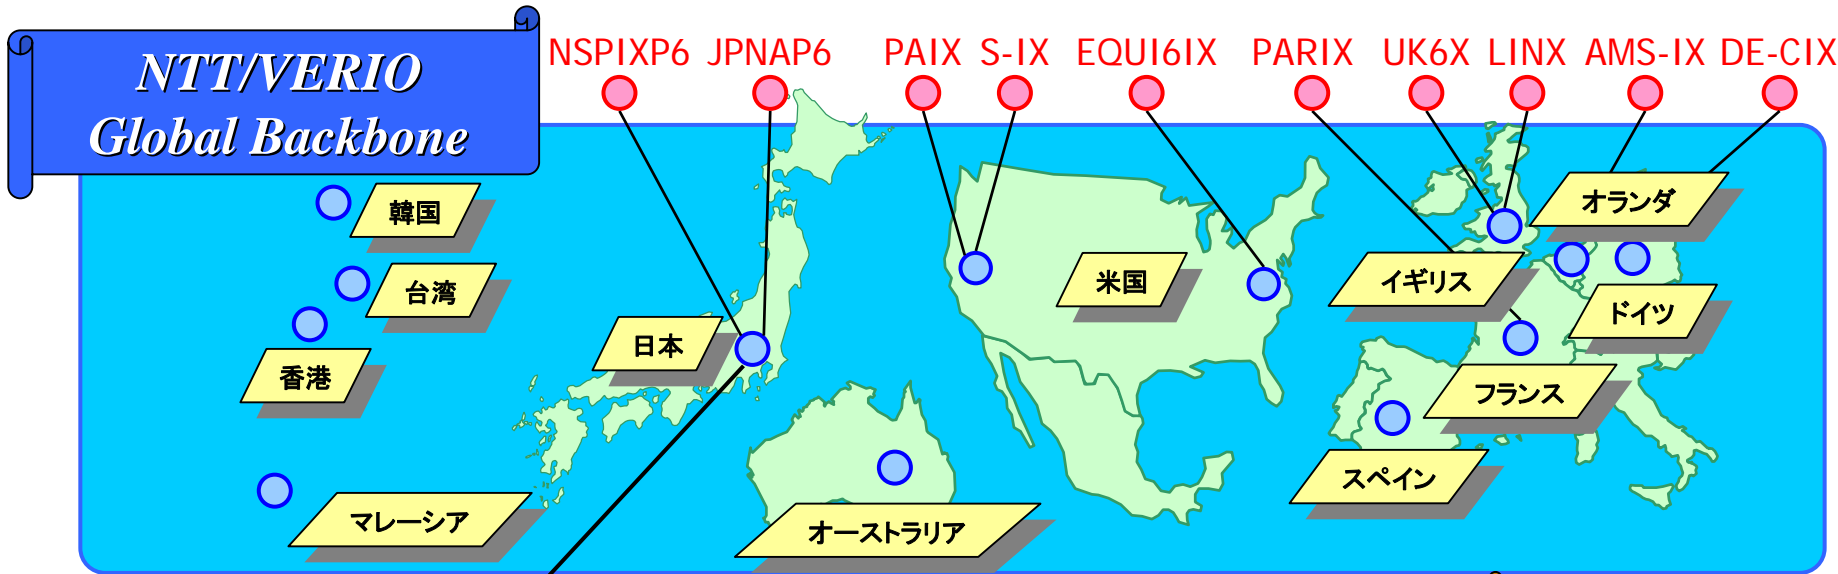 NTT/VERIO
Global Backbone
NSPIXP6 JPNAP6 PAIX S-IX EQUI6IX PARIX UK6X LINX AMS-IX DE-CIX
韓国
台湾
香港
マレーシア
日本
オーストラリア
米国
イギリス
オランダ
ドイツ
フランス
スペイン